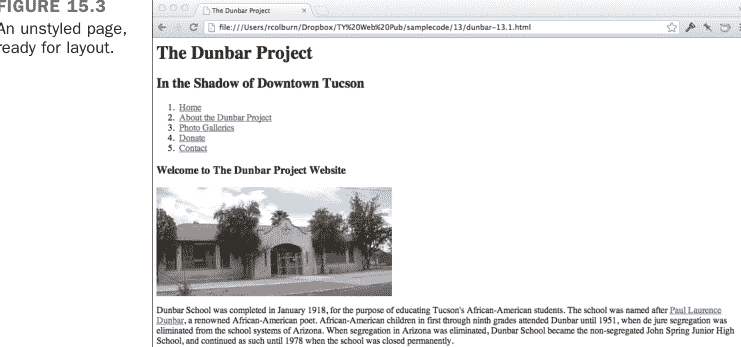 FIGURE 15.3
An unstyled page,
ready for layout.
The Dunbar Project
file:///Users/rcolburn/Dropbox/TY%20Web%20Pub/samplecode/13/dunbar-13.1.html
The Dunbar Project
In the Shadow of Downtown Tucson
1. Home
2. About the Dunbar Project
3. Photo Galleries
4. Donate
5. Contact
Welcome to The Dunbar Project Website
Dunbar School was completed in January 1918, for the purpose of educating Tucson's African-American students. The school was named after Paul Laurence
Dunbar, a renowned African-American poet. African-American children in first through ninth grades attended Dunbar until 1951, when de jure segregation was
eliminated from the school systems of Arizona. When segregation in Arizona was eliminated, Dunbar School became the non-segregated John Spring Junior High
School, and continued as such until 1978 when the school was closed permanently.